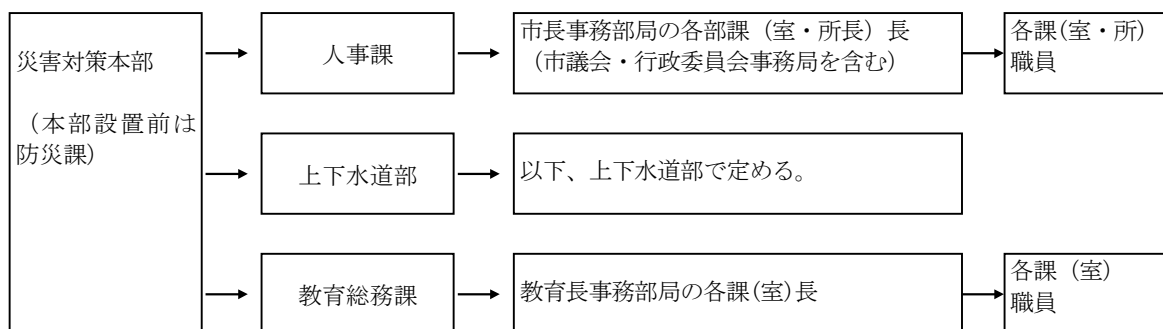 災害対策本部
（本部設置前は
防災課）
人事課
市長事務部局の各部課（室・所長）長
（市議会・行政委員会事務局を含む）
各課(室・所)
職員
上下水道部
以下、上下水道部で定める。
教育総務課
教育長事務部局の各課(室)長
各課（室）
職員